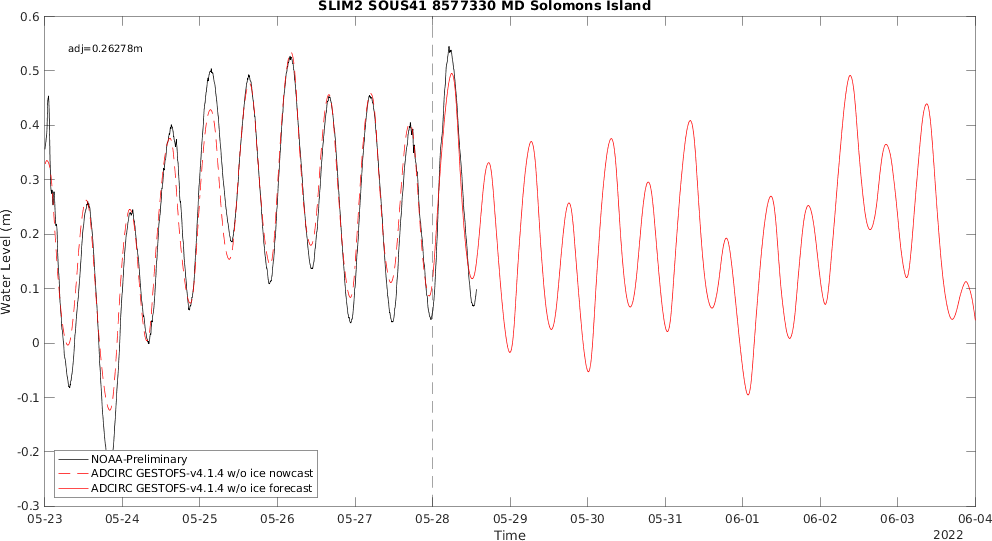 SLIM2 SOUS41 8577330 MD Solomons Island
adj=0.26278m
Water Level (m)
0.6
0.5
0.4
0.3
0.2
0.1
0
-0.1
-0.2
-0.3
NOAA-Preliminary
ADCIRC GESTOFS-v4.1.4 w/o ice nowcast
ADCIRC GESTOFS-v4.1.4 w/o ice forecast
05-23 05-24 05-25 05-26 05-27 05-28 05-29 05-30 05-31 06-01 06-02 06-03 06-04
Time
2022